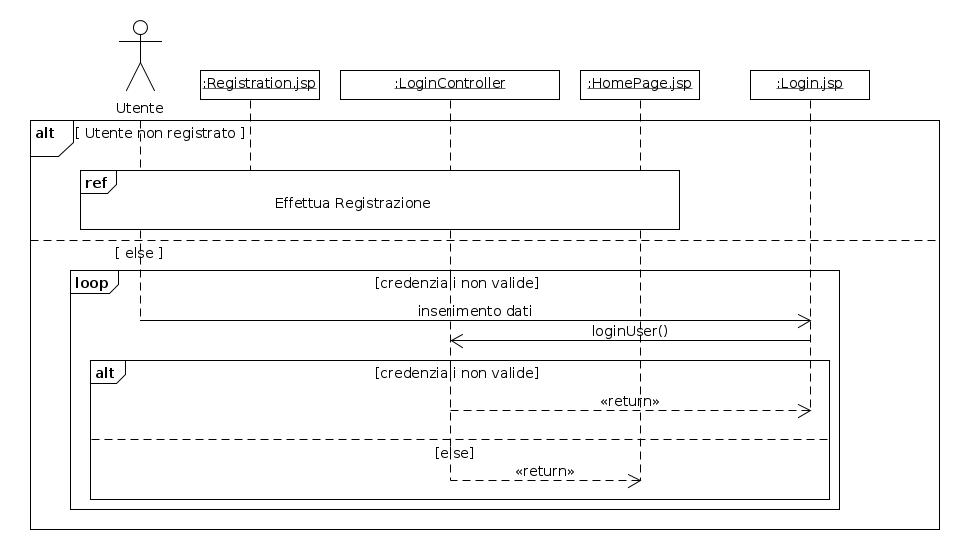 Utente
:Registration.jsp
:LoginController
:HomePage.jsp
:Login.jsp
alt [ Utente non registrato ]
ref
Effettua Registrazione
[ else ]
loop [credenziali non valide]
inserimento dati
loginUser()
alt [credenziali non valide]
«return»
[else]
«return»